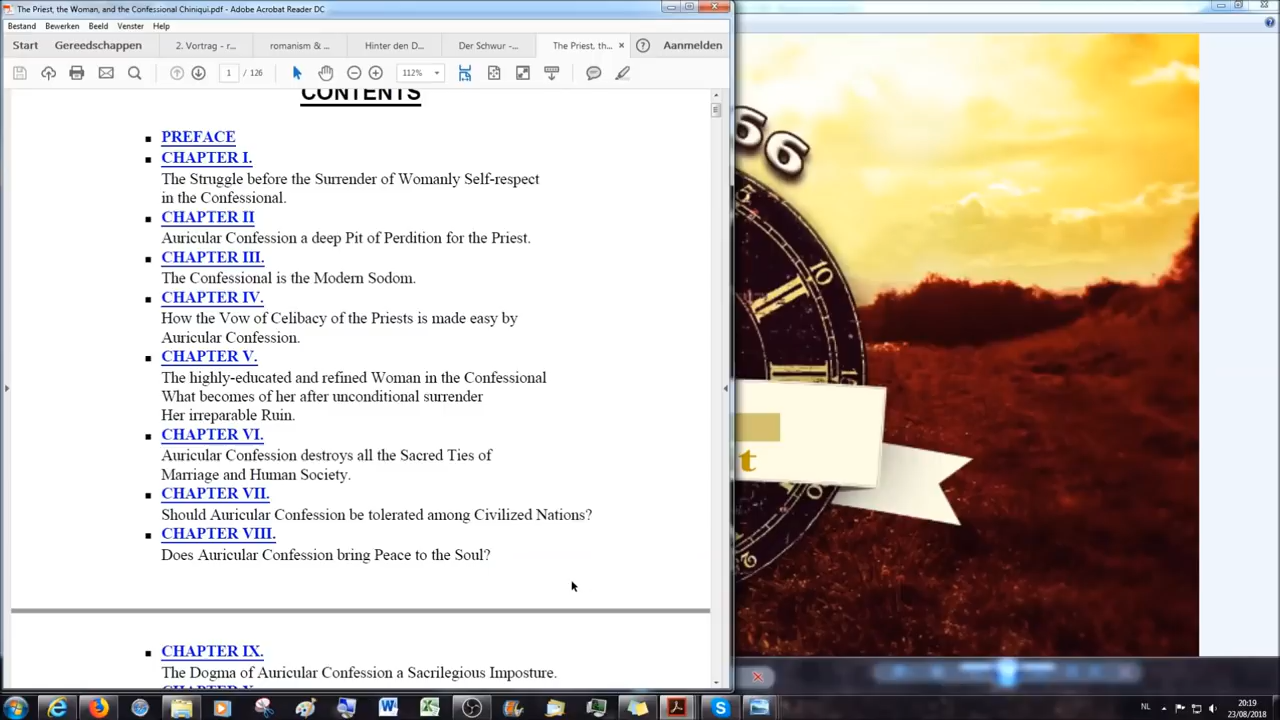 The Priest, the Woman, and the Confessional Chiniqui.pdf - Adobe Acrobat Reader DC
Bestand Bewerken Beeld Venster Help
Start Gereedschappen 2. Vortrag - r... romanism & ... Hinter den D... Der Schwur -... The Priest, th... Aanmelden
1 / 126 112%
CONTENTS
PREFACE
CHAPTER I.
The Struggle before the Surrender of Womanly Self-respect
in the Confessional.
CHAPTER II
Auricular Confession a deep Pit of Perdition for the Priest.
CHAPTER III.
The Confessional is the Modern Sodom.
CHAPTER IV.
How the Vow of Celibacy of the Priests is made easy by
Auricular Confession.
CHAPTER V.
The highly-educated and refined Woman in the Confessional
What becomes of her after unconditional surrender
Her irreparable Ruin.
CHAPTER VI.
Auricular Confession destroys all the Sacred Ties of
Marriage and Human Society.
CHAPTER VII.
Should Auricular Confession be tolerated among Civilized Nations?
CHAPTER VIII.
Does Auricular Confession bring Peace to the Soul?
CHAPTER IX.
The Dogma of Auricular Confession a Sacrilegious Imposture.
66
5
10
t
NL
20:19
23/08/2018